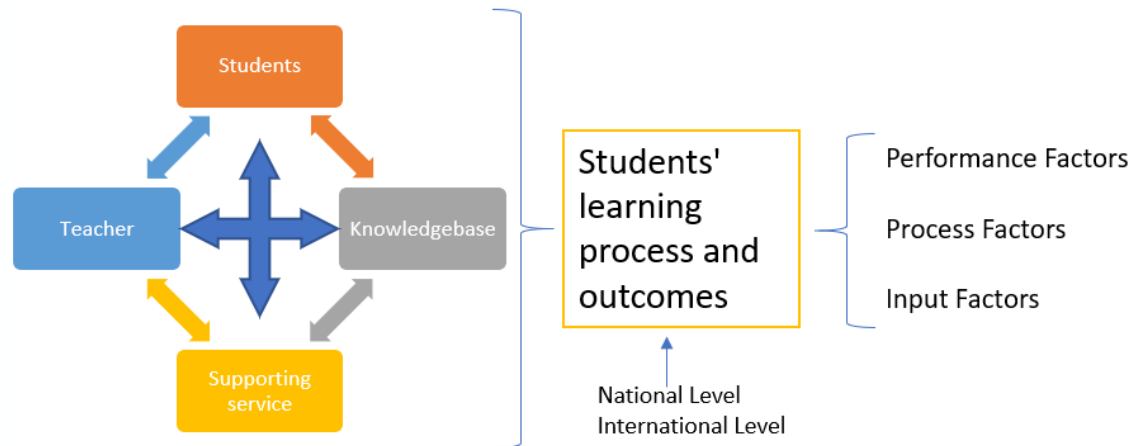 Students
Teacher
Knowledgebase
Supporting
service
Students'
learning
process and
outcomes
National Level
International Level
Performance Factors
Process Factors
Input Factors